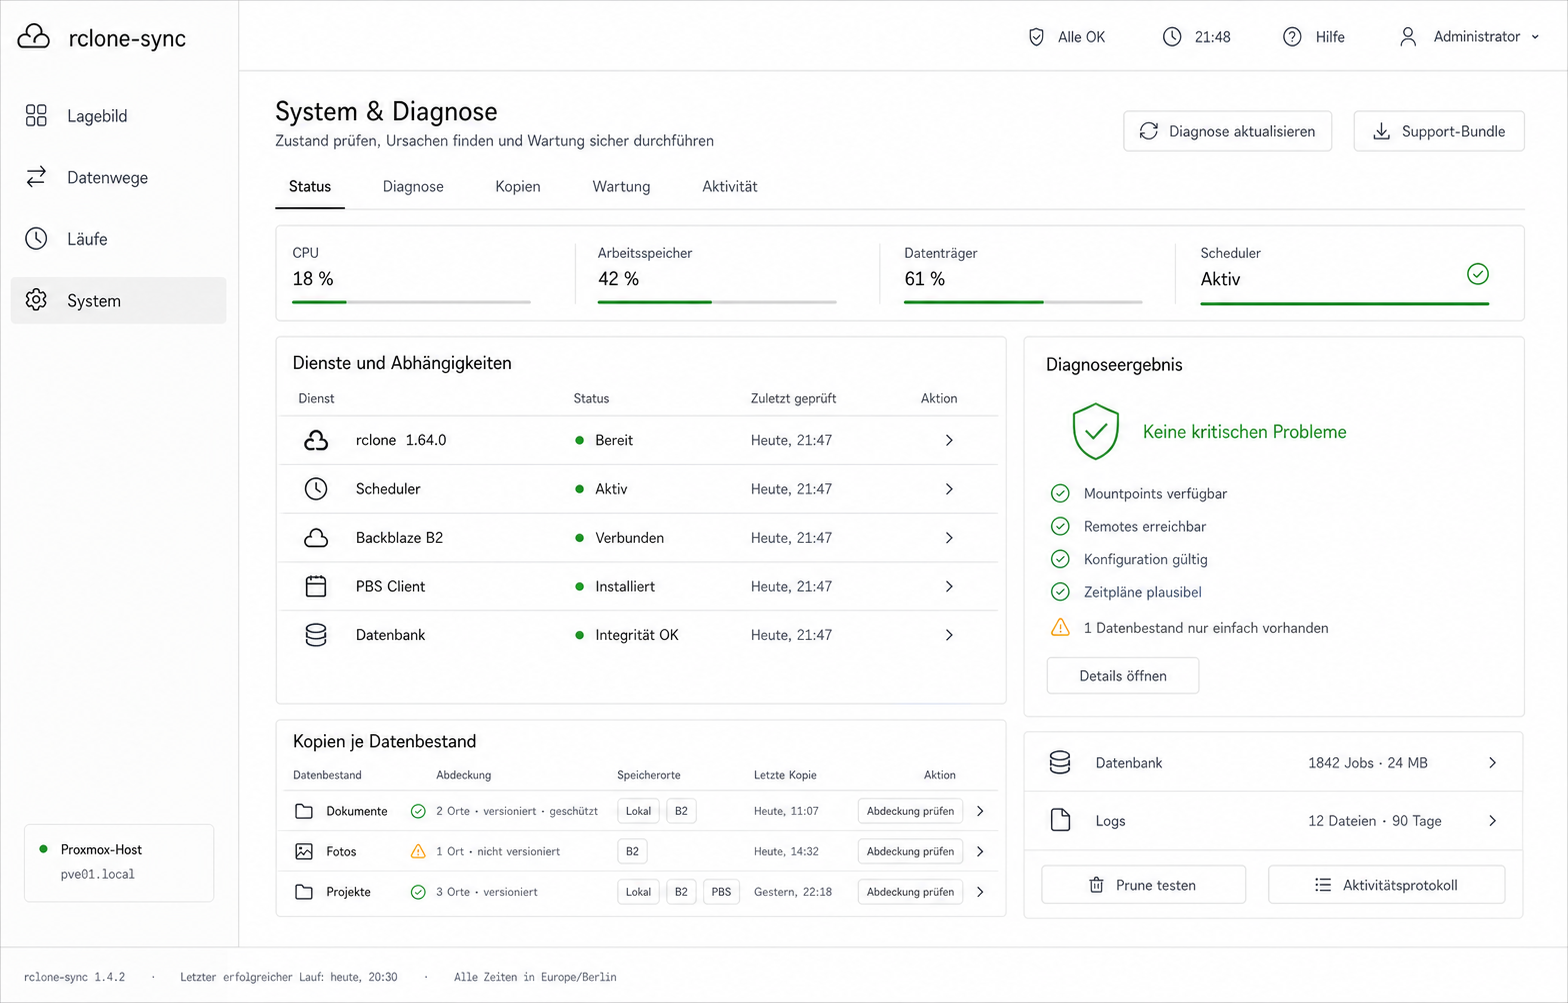 rclone-sync
Alle OK
21:48
Hilfe
Administrator
Lagebild
Datenwege
Läufe
System
Proxmox-Host
pve01.local
System & Diagnose
Zustand prüfen, Ursachen finden und Wartung sicher durchführen
Diagnose aktualisieren
Support-Bundle
Status Diagnose Kopien Wartung Aktivität
CPU
18 %
Arbeitsspeicher
42 %
Datenträger
61 %
Scheduler
Aktiv
Dienste und Abhängigkeiten
Dienst Status Zuletzt geprüft Aktion
rclone 1.64.0 Bereit Heute, 21:47
Scheduler Aktiv Heute, 21:47
Backblaze B2 Verbunden Heute, 21:47
PBS Client Installiert Heute, 21:47
Datenbank Integrität OK Heute, 21:47
Diagnoseergebnis
Keine kritischen Probleme
Mountpoints verfügbar
Remotes erreichbar
Konfiguration gültig
Zeitpläne plausibel
1 Datenbestand nur einfach vorhanden
Details öffnen
Kopien je Datenbestand
Datenbestand Abdeckung Speicherorte Letzte Kopie Aktion
Dokumente 2 Orte · versioniert · geschützt Lokal B2 Heute, 11:07 Abdeckung prüfen
Fotos 1 Ort · nicht versioniert B2 Heute, 14:32 Abdeckung prüfen
Projekte 3 Orte · versioniert Lokal B2 PBS Gestern, 22:18 Abdeckung prüfen
Datenbank 1842 Jobs · 24 MB
Logs 12 Dateien · 90 Tage
Prune testen
Aktivitätsprotokoll
rclone-sync 1.4.2 · Letzter erfolgreicher Lauf: heute, 20:30 · Alle Zeiten in Europe/Berlin